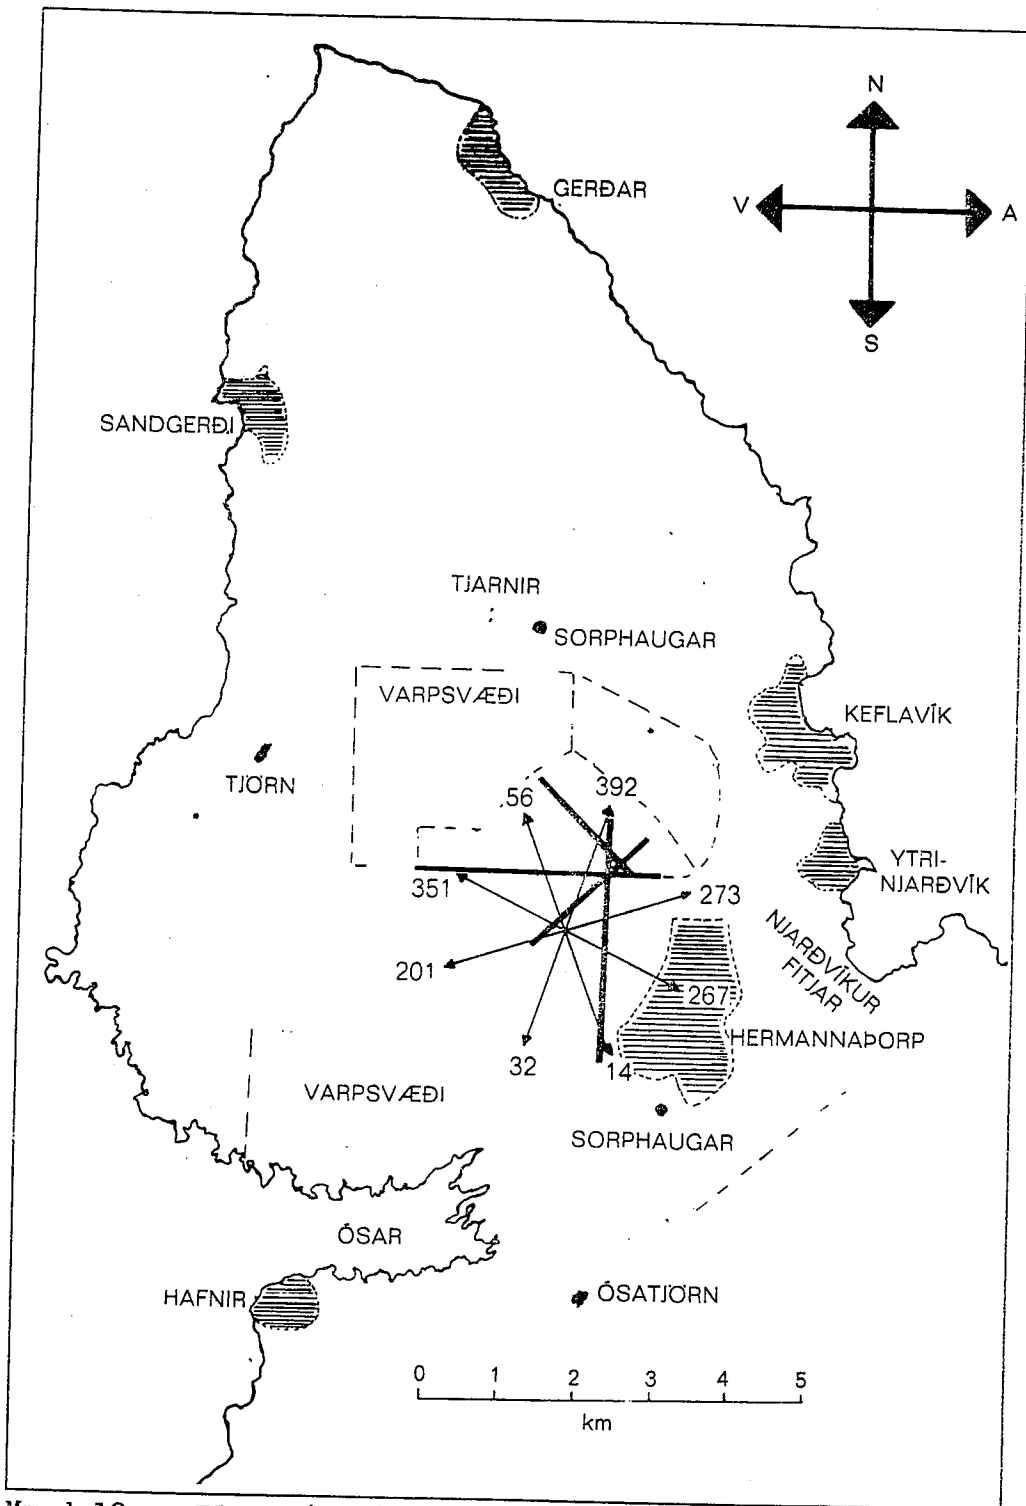 N
V
A
S
GERÐAR
SANDGERÐI
TJARNIR
SORPHAUGAR
VARPSVÆÐI
KEFLAVÍK
TJÖRN
56
392
YTRI-
NJARÐVÍK
351
273
NJARÐVÍKUR
FITJAR
201
267
HERMANNAÞORP
32
14
VARPSVÆÐI
SORPHAUGAR
ÓSAR
HAFNIR
ÓSATJÖRN
0 1 2 3 4 5
km